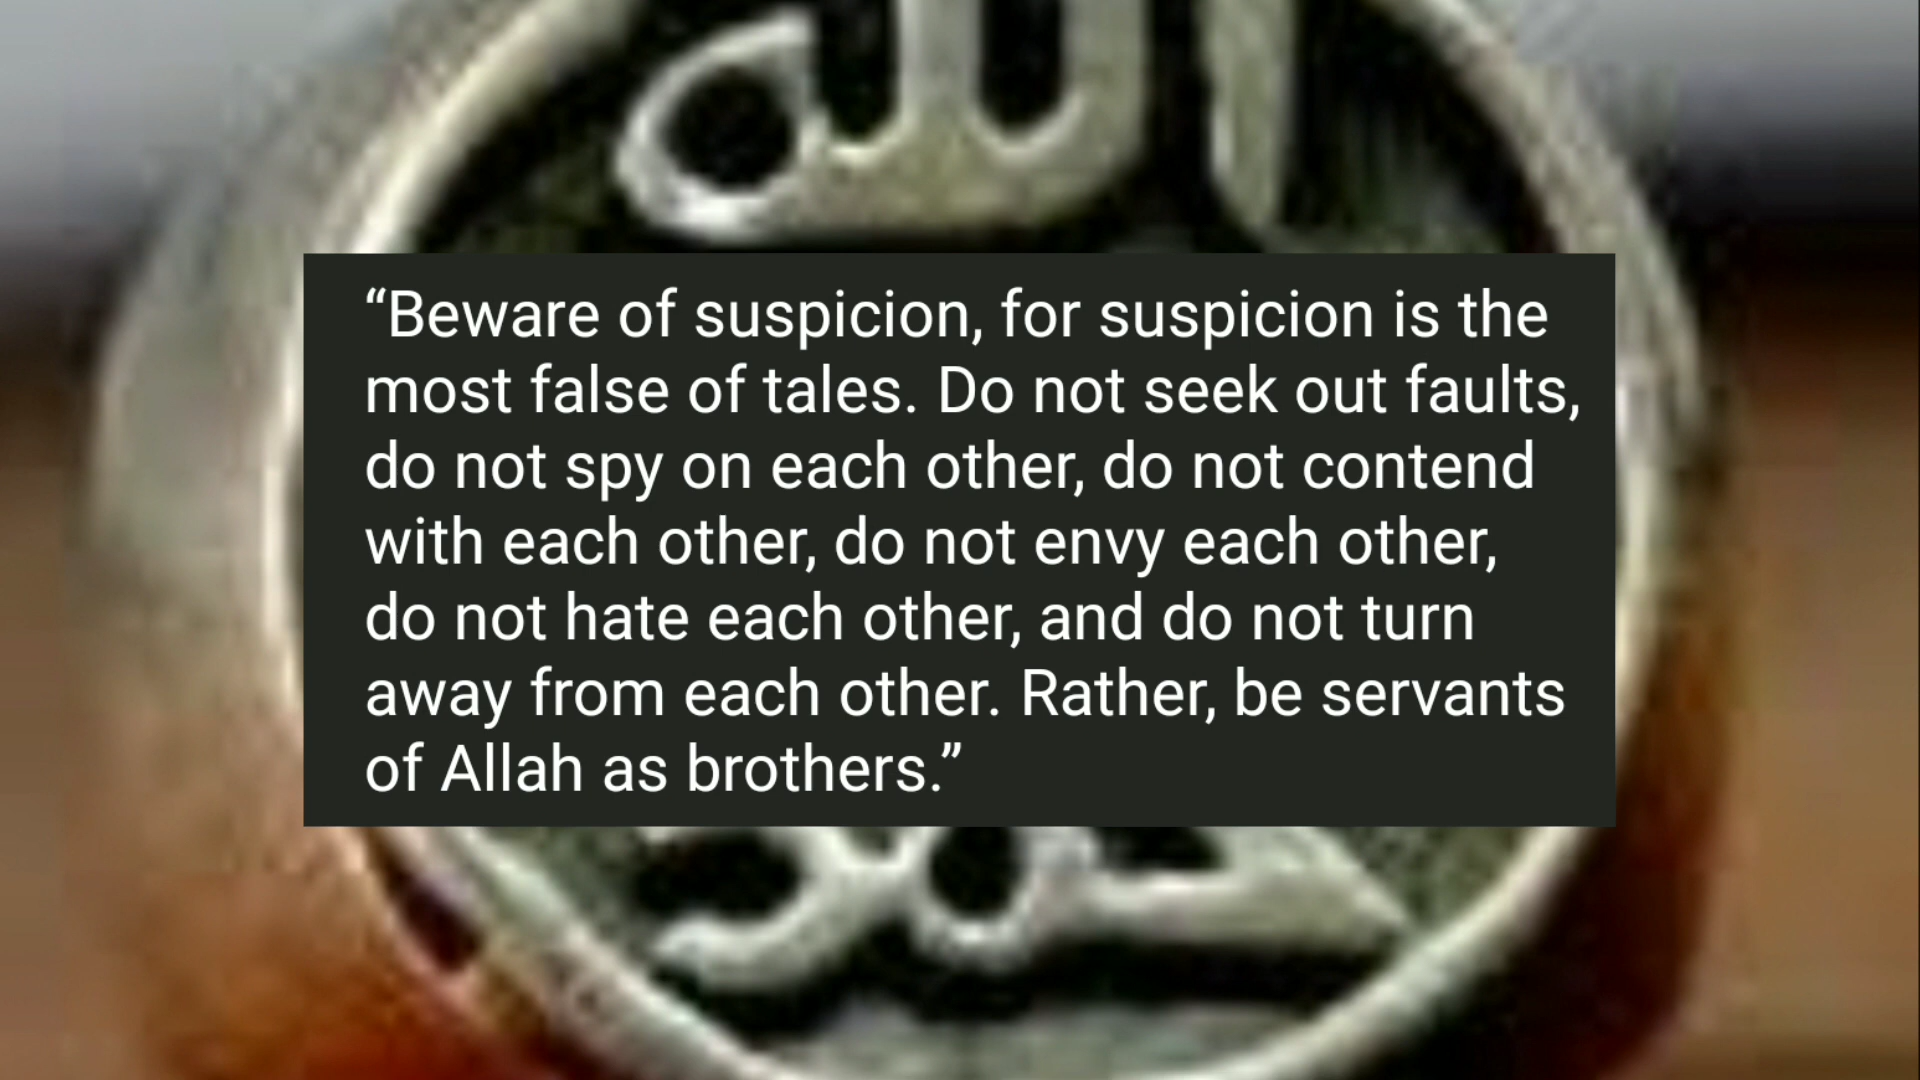 الله
“Beware of suspicion, for suspicion is the
most false of tales. Do not seek out faults,
do not spy on each other, do not contend
with each other, do not envy each other,
do not hate each other, and do not turn
away from each other. Rather, be servants
of Allah as brothers.”